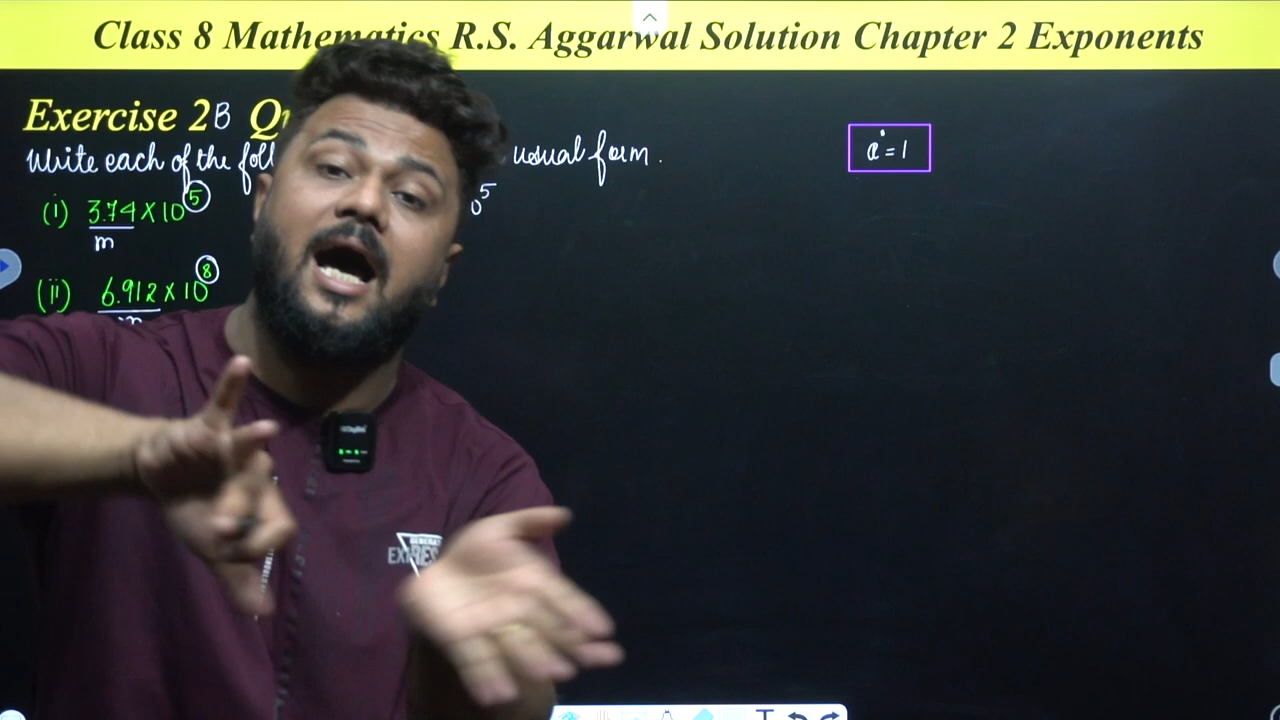 Class 8 Mathematics R.S. Aggarwal Solution Chapter 2 Exponents
Exercise 2B
Write each of the usual form.
a° = 1
(i) 3.74 × 10⁵
m
(ii) 6.912 × 10⁸